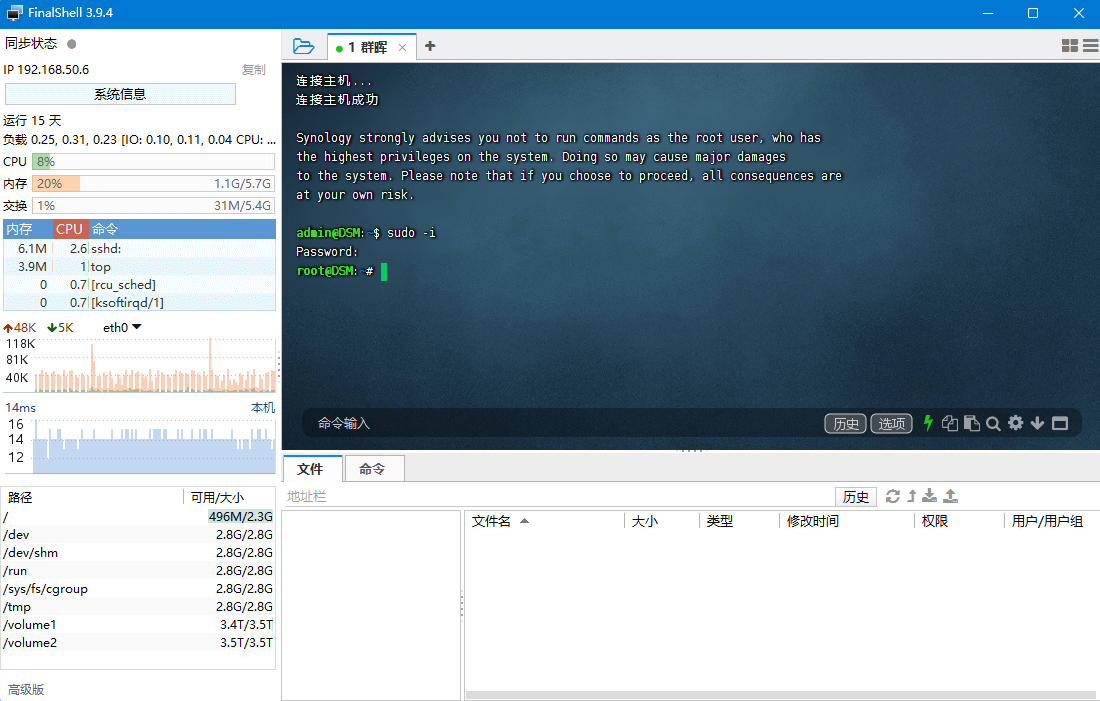 FinalShell 3.9.4
同步状态
IP 192.168.50.6 复制
系统信息
运行 15 天
负载 0.25, 0.31, 0.23 [IO: 0.10, 0.11, 0.04 CPU: ...
CPU 8%
内存 20% 1.1G/5.7G
交换 1% 31M/5.4G
内存 CPU 命令
6.1M 2.6 sshd:
3.9M 1 top
0 0.7 [rcu_sched]
0 0.7 [ksoftirqd/1]
48K 5K eth0
118K
81K
40K
14ms 本机
16
14
12
路径 可用/大小
/ 496M/2.3G
/dev 2.8G/2.8G
/dev/shm 2.8G/2.8G
/run 2.8G/2.8G
/sys/fs/cgroup 2.8G/2.8G
/tmp 2.8G/2.8G
/volume1 3.4T/3.5T
/volume2 3.5T/3.5T
高级版
1 群晖
连接主机...
连接主机成功
Synology strongly advises you not to run commands as the root user, who has
the highest privileges on the system. Doing so may cause major damages
to the system. Please note that if you choose to proceed, all consequences are
at your own risk.
admin@DSM:~$ sudo -i
Password:
root@DSM:~#
命令输入 历史 选项
文件 命令
地址栏 历史
文件名 大小 类型 修改时间 权限 用户/用户组